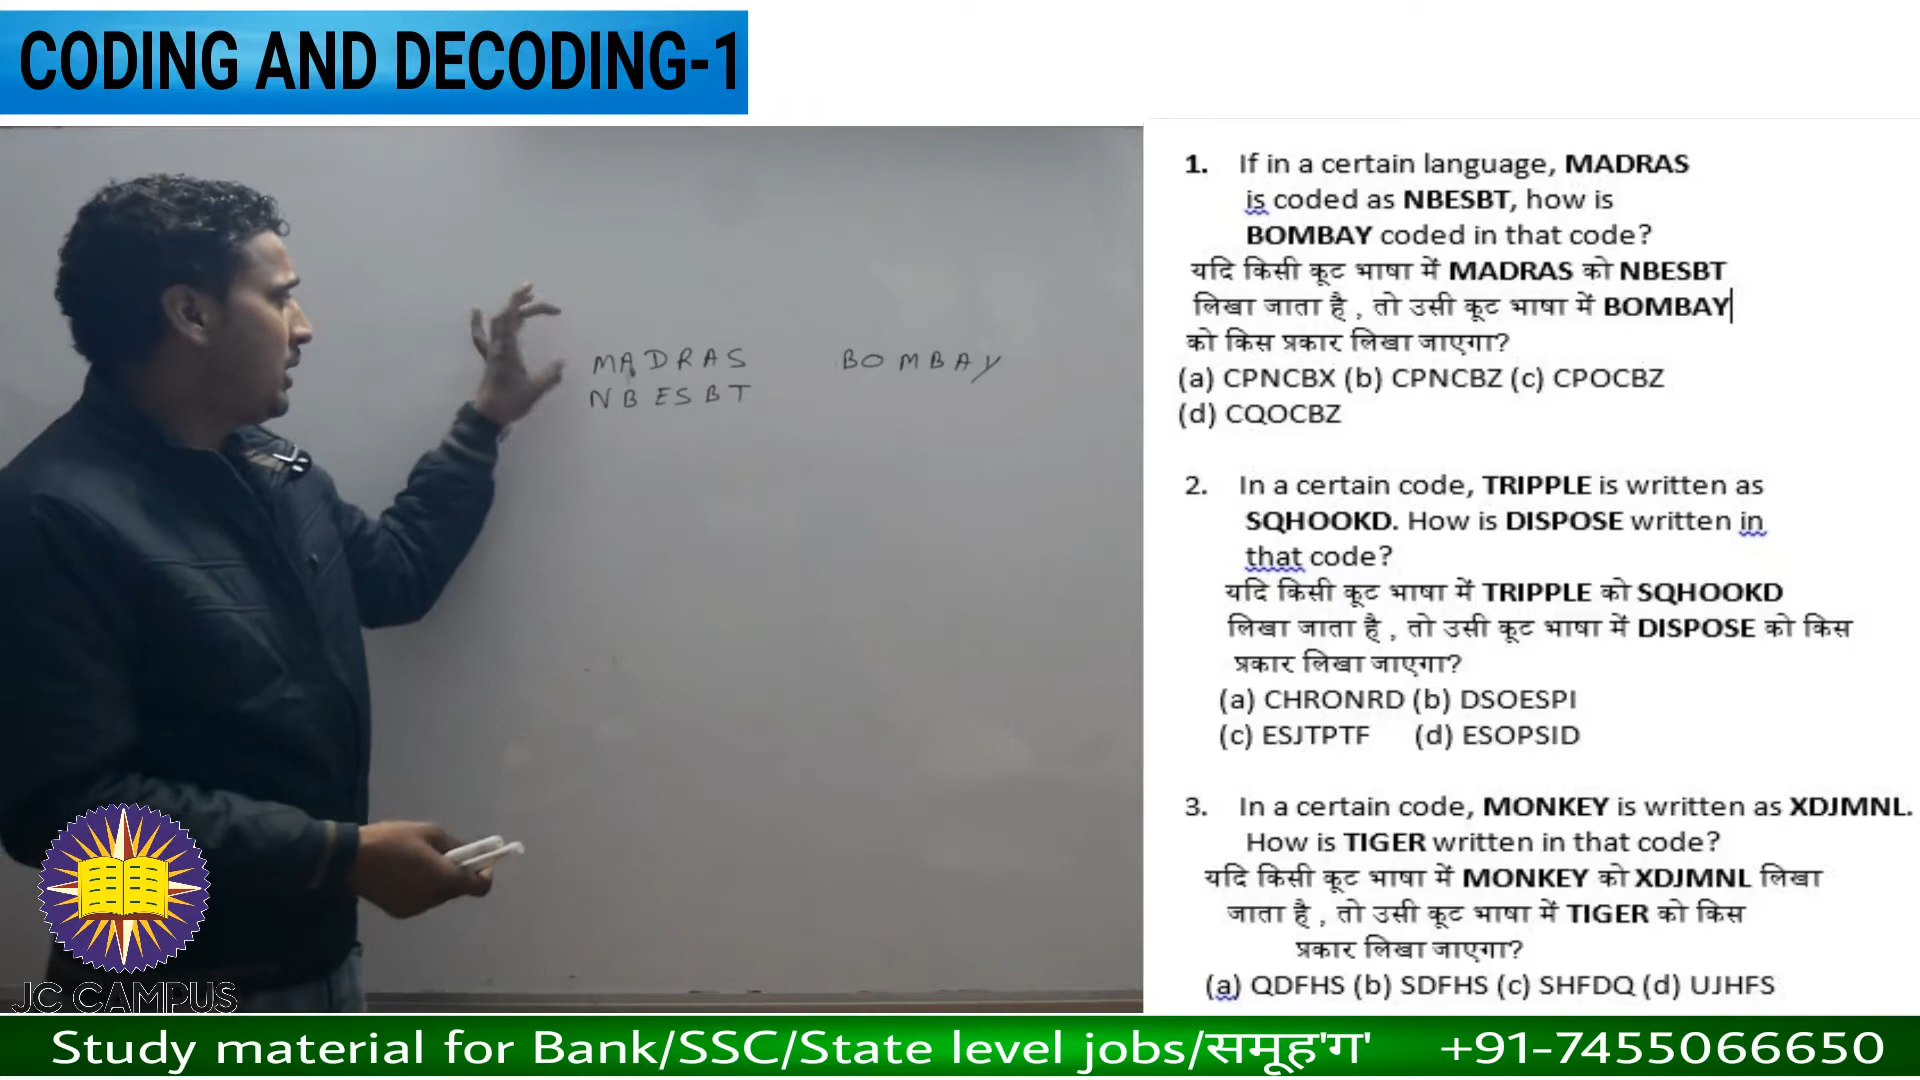 CODING AND DECODING-1
MADRAS BOMBAY
NBESBT
1. If in a certain language, MADRAS
is coded as NBESBT, how is
BOMBAY coded in that code?
यदि किसी कूट भाषा में MADRAS को NBESBT
लिखा जाता है , तो उसी कूट भाषा में BOMBAY
को किस प्रकार लिखा जाएगा?
(a) CPNCBX (b) CPNCBZ (c) CPOCBZ
(d) CQOCBZ
2. In a certain code, TRIPPLE is written as
SQHOOKD. How is DISPOSE written in
that code?
यदि किसी कूट भाषा में TRIPPLE को SQHOOKD
लिखा जाता है , तो उसी कूट भाषा में DISPOSE को किस
प्रकार लिखा जाएगा?
(a) CHRONRD (b) DSOESPI
(c) ESJTPTF (d) ESOPSID
3. In a certain code, MONKEY is written as XDJMNL.
How is TIGER written in that code?
यदि किसी कूट भाषा में MONKEY को XDJMNL लिखा
जाता है , तो उसी कूट भाषा में TIGER को किस
प्रकार लिखा जाएगा?
(a) QDFHS (b) SDFHS (c) SHFDQ (d) UJHFS
JC CAMPUS
Study material for Bank/SSC/State level jobs/समूह'ग' +91-7455066650